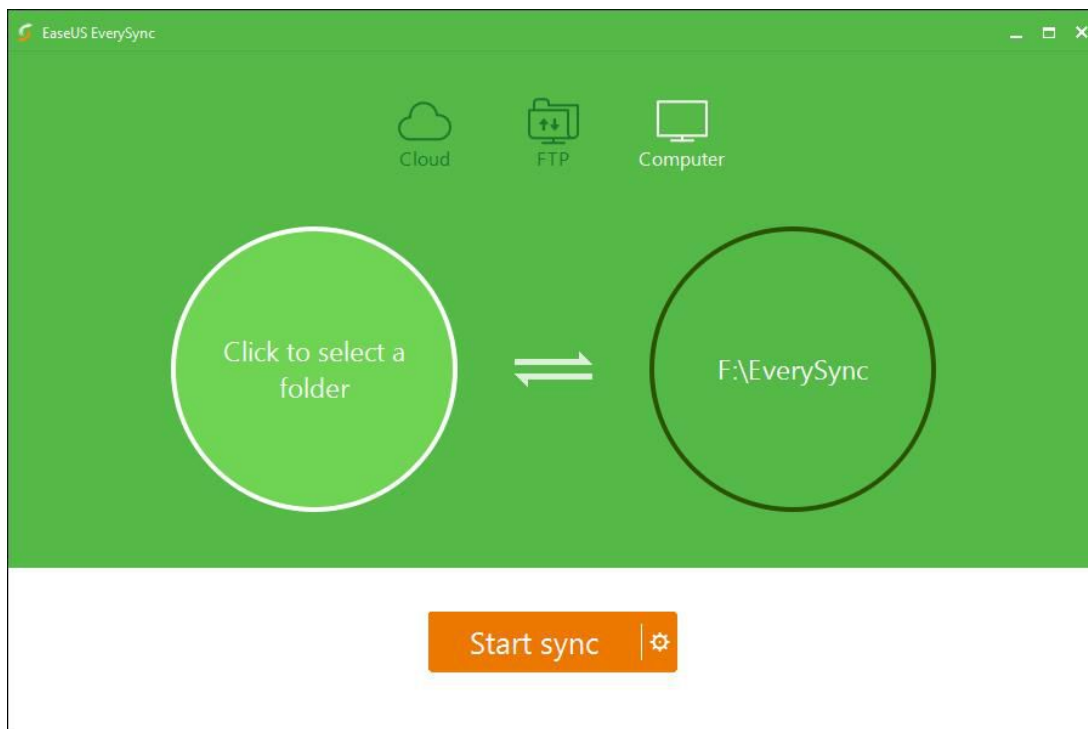 EaseUS EverySync
Cloud
FTP
Computer
Click to select a
folder
F:\EverySync
Start sync